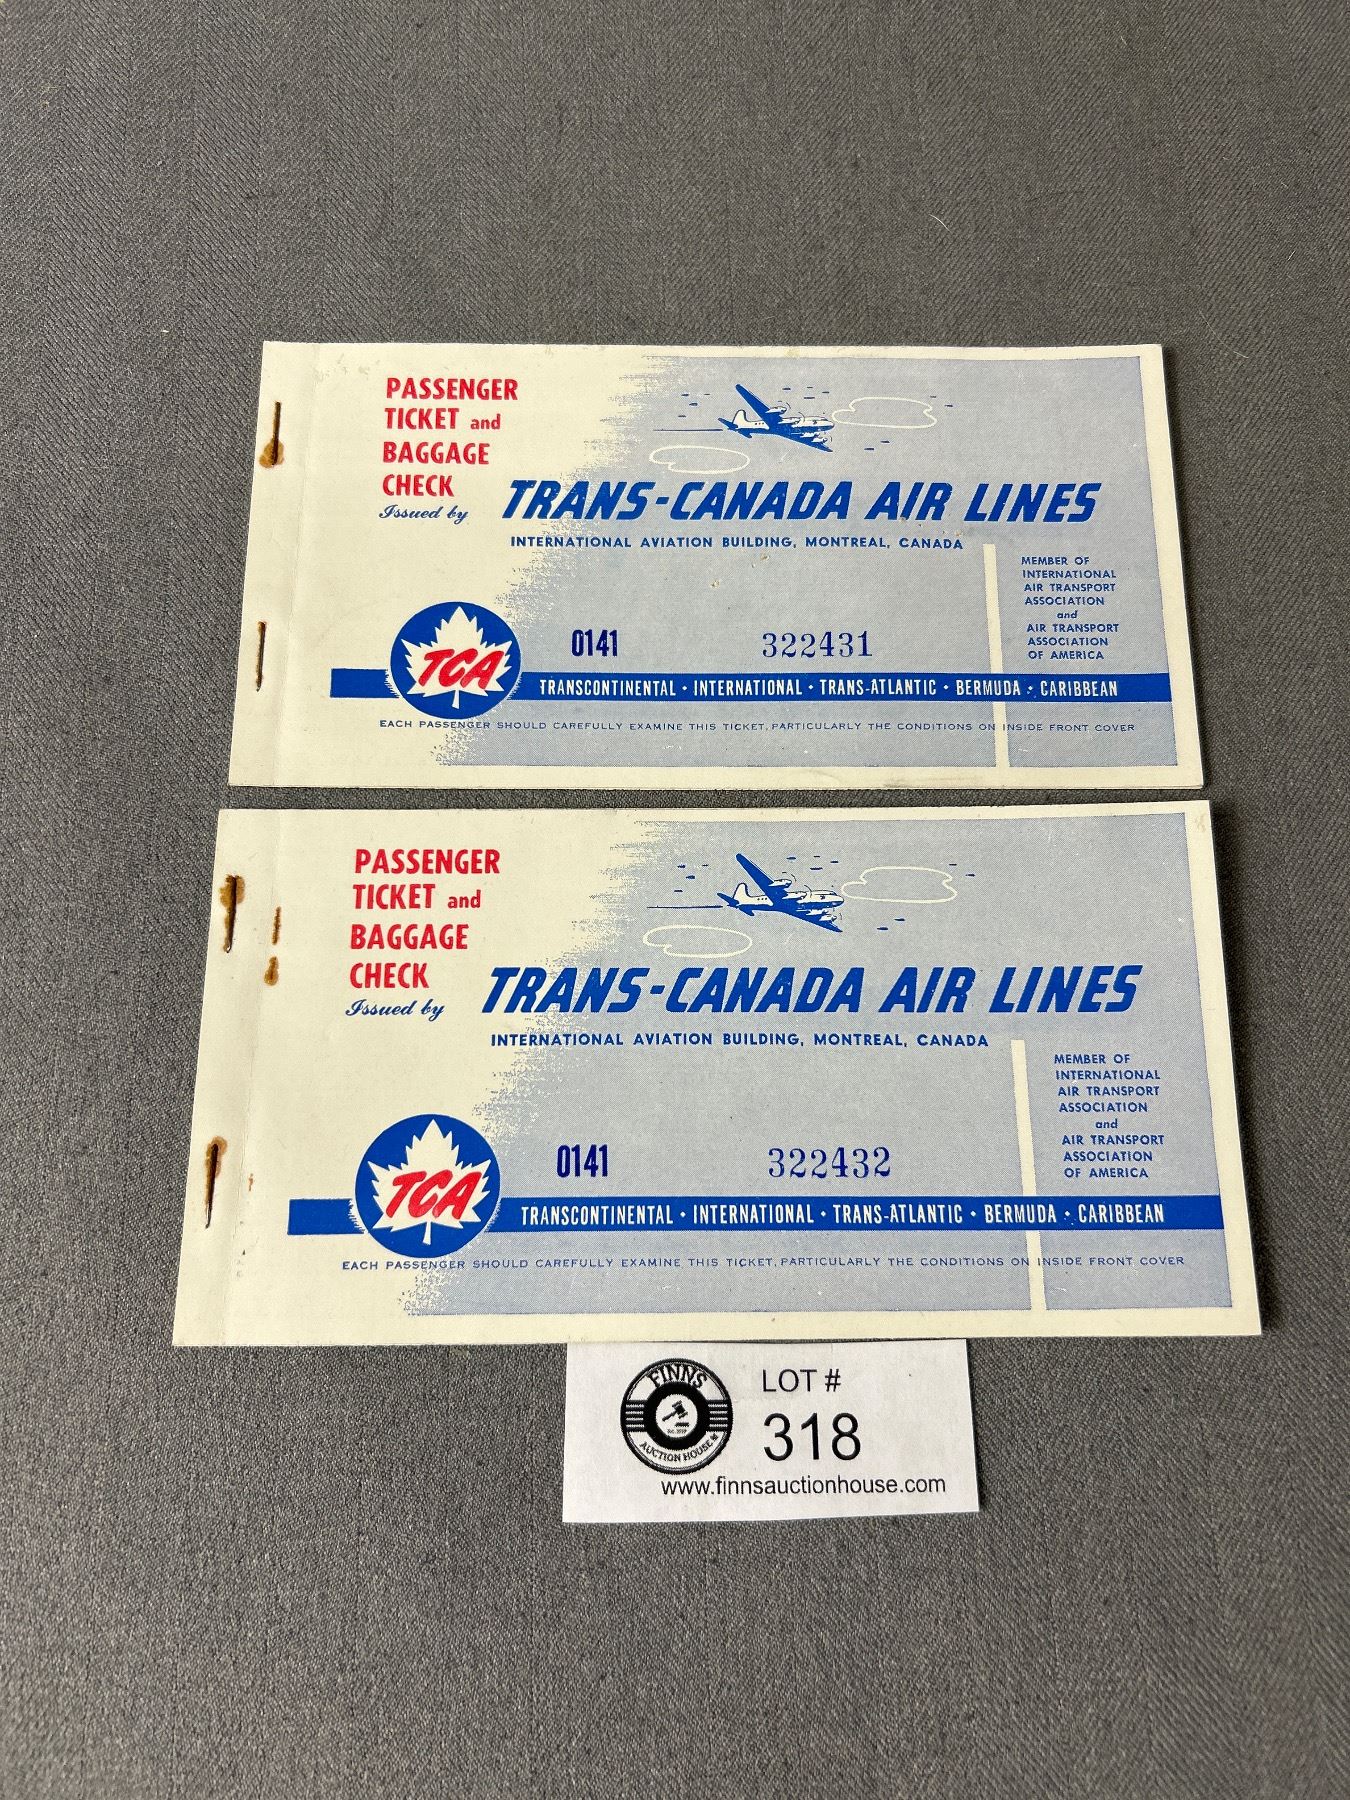 PASSENGER
TICKET and
BAGGAGE
CHECK
Issued by
TRANS-CANADA AIR LINES
INTERNATIONAL AVIATION BUILDING, MONTREAL, CANADA
MEMBER OF
INTERNATIONAL
AIR TRANSPORT
ASSOCIATION
and
AIR TRANSPORT
ASSOCIATION
OF AMERICA
0141 322431
TCA
TRANSCONTINENTAL • INTERNATIONAL • TRANS-ATLANTIC • BERMUDA • CARIBBEAN
EACH PASSENGER SHOULD CAREFULLY EXAMINE THIS TICKET, PARTICULARLY THE CONDITIONS ON INSIDE FRONT COVER
PASSENGER
TICKET and
BAGGAGE
CHECK
Issued by
TRANS-CANADA AIR LINES
INTERNATIONAL AVIATION BUILDING, MONTREAL, CANADA
MEMBER OF
INTERNATIONAL
AIR TRANSPORT
ASSOCIATION
and
AIR TRANSPORT
ASSOCIATION
OF AMERICA
0141 322432
TCA
TRANSCONTINENTAL • INTERNATIONAL • TRANS-ATLANTIC • BERMUDA • CARIBBEAN
EACH PASSENGER SHOULD CAREFULLY EXAMINE THIS TICKET, PARTICULARLY THE CONDITIONS ON INSIDE FRONT COVER
FINNS
AUCTION HOUSE
LOT #
318
www.finnsauctionhouse.com